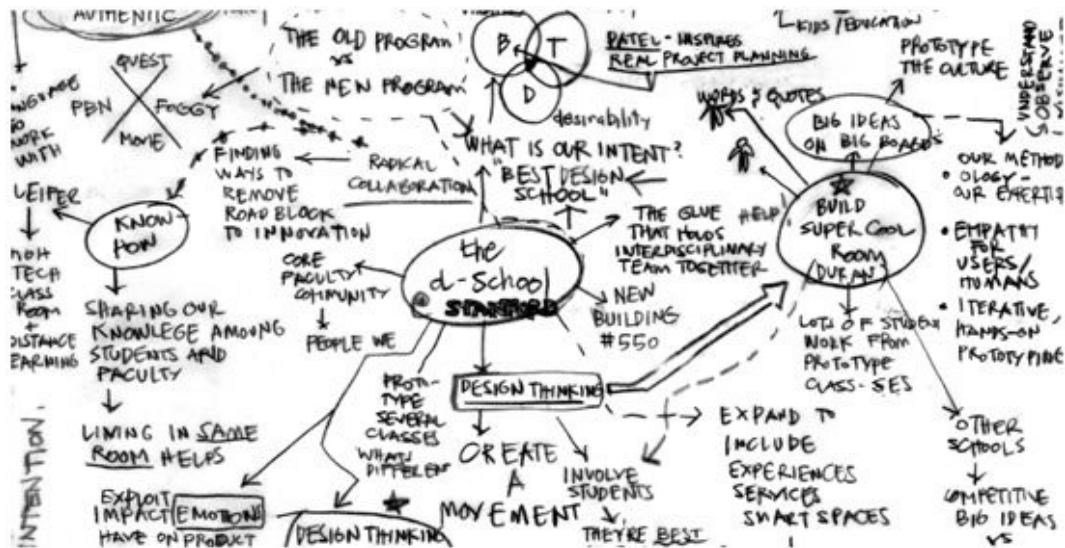 AUTHENTIC
QUEST
PBN
FOGGY
MOVIE
THE OLD PROGRAM
VS
THE NEW PROGRAM
B
T
D
desirability
PATEL - INSPIRES
REAL PROJECT PLANNING
KIDS/EDUCATION
PROTOTYPE
THE CULTURE
UNDERSTAND
OBSERVE
WORDS & QUOTES
BIG IDEAS
ON BIG BOARDS
WORK
WITH
LEIFER
KNOW-
HOW
FINDING
WAYS TO
REMOVE
ROAD BLOCK
TO INNOVATION
RADICAL
COLLABORATION
WHAT IS OUR INTENT?
"BEST DESIGN
SCHOOL"
the
d-School
STANFORD
THE GLUE
THAT HOLDS
INTERDISCIPLINARY
TEAM TOGETHER
HELP
BUILD
SUPER COOL
ROOM
DURAN
OUR METHOD
OLOGY -
OUR EXPERTI
• EMPATHY
FOR
USERS/
HUMANS
• ITERATIVE,
HANDS-ON
PROTOTYPING
TECH
CLASS
ROOM
+
DISTANCE
LEARNING
SHARING OUR
KNOWLEGE AMONG
STUDENTS AND
FACULTY
CORE
FACULTY
COMMUNITY
PEOPLE WE
NEW
BUILDING
#550
LOTS OF STUDENT
WORK FROM
PROTOTYPE
CLASS-SES
DESIGN THINKING
PROTO-
TYPE
SEVERAL
CLASSES
WHATS
DIFFERENT
LIVING IN SAME
ROOM HELPS
INTENTION.
EXPLOIT
IMPACT EMOTIONS
HAVE ON PRODUCT
DESIGN THINKING
CREATE
A
MOVEMENT
INVOLVE
STUDENTS
THEY'RE BEST
EXPAND TO
INCLUDE
EXPERIENCES
SERVICES
SMART SPACES
OTHER
SCHOOLS
COMPETITIVE
BIG IDEAS
VS